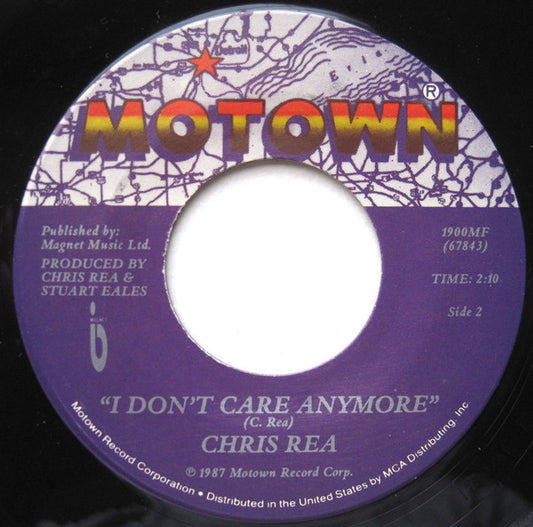 Detroit
E R I
MOTOWN®
Published by:
Magnet Music Ltd.
PRODUCED BY
CHRIS REA &
STUART EALES
MAGNET
1900MF
(67843)
TIME: 2:10
Side 2
"I DON'T CARE ANYMORE"
(C. Rea)
CHRIS REA
℗ 1987 Motown Record Corp.
Motown Record Corporation • Distributed in the United States by MCA Distributing, Inc.